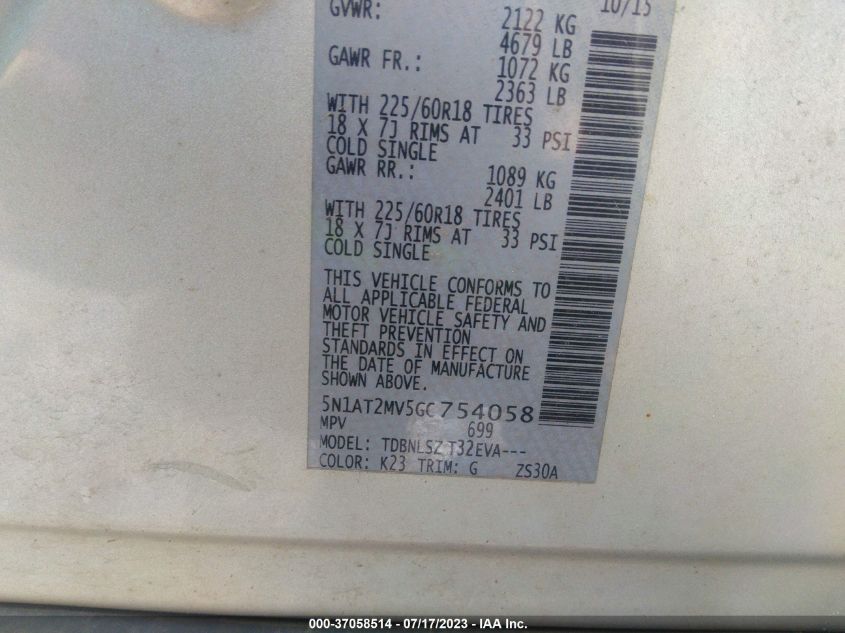 GVWR: 10/15
2122 KG
4679 LB
GAWR FR.: 1072 KG
2363 LB
WITH 225/60R18 TIRES
18 X 7J RIMS AT 33 PSI
COLD SINGLE
GAWR RR.: 1089 KG
2401 LB
WITH 225/60R18 TIRES
18 X 7J RIMS AT 33 PSI
COLD SINGLE
THIS VEHICLE CONFORMS TO
ALL APPLICABLE FEDERAL
MOTOR VEHICLE SAFETY AND
THEFT PREVENTION
STANDARDS IN EFFECT ON
THE DATE OF MANUFACTURE
SHOWN ABOVE.
5N1AT2MV5GC754058
MPV 699
MODEL: TDBNLSZ T32EVA---
COLOR: K23 TRIM: G ZS30A
000-37058514 - 07/17/2023 - IAA Inc.